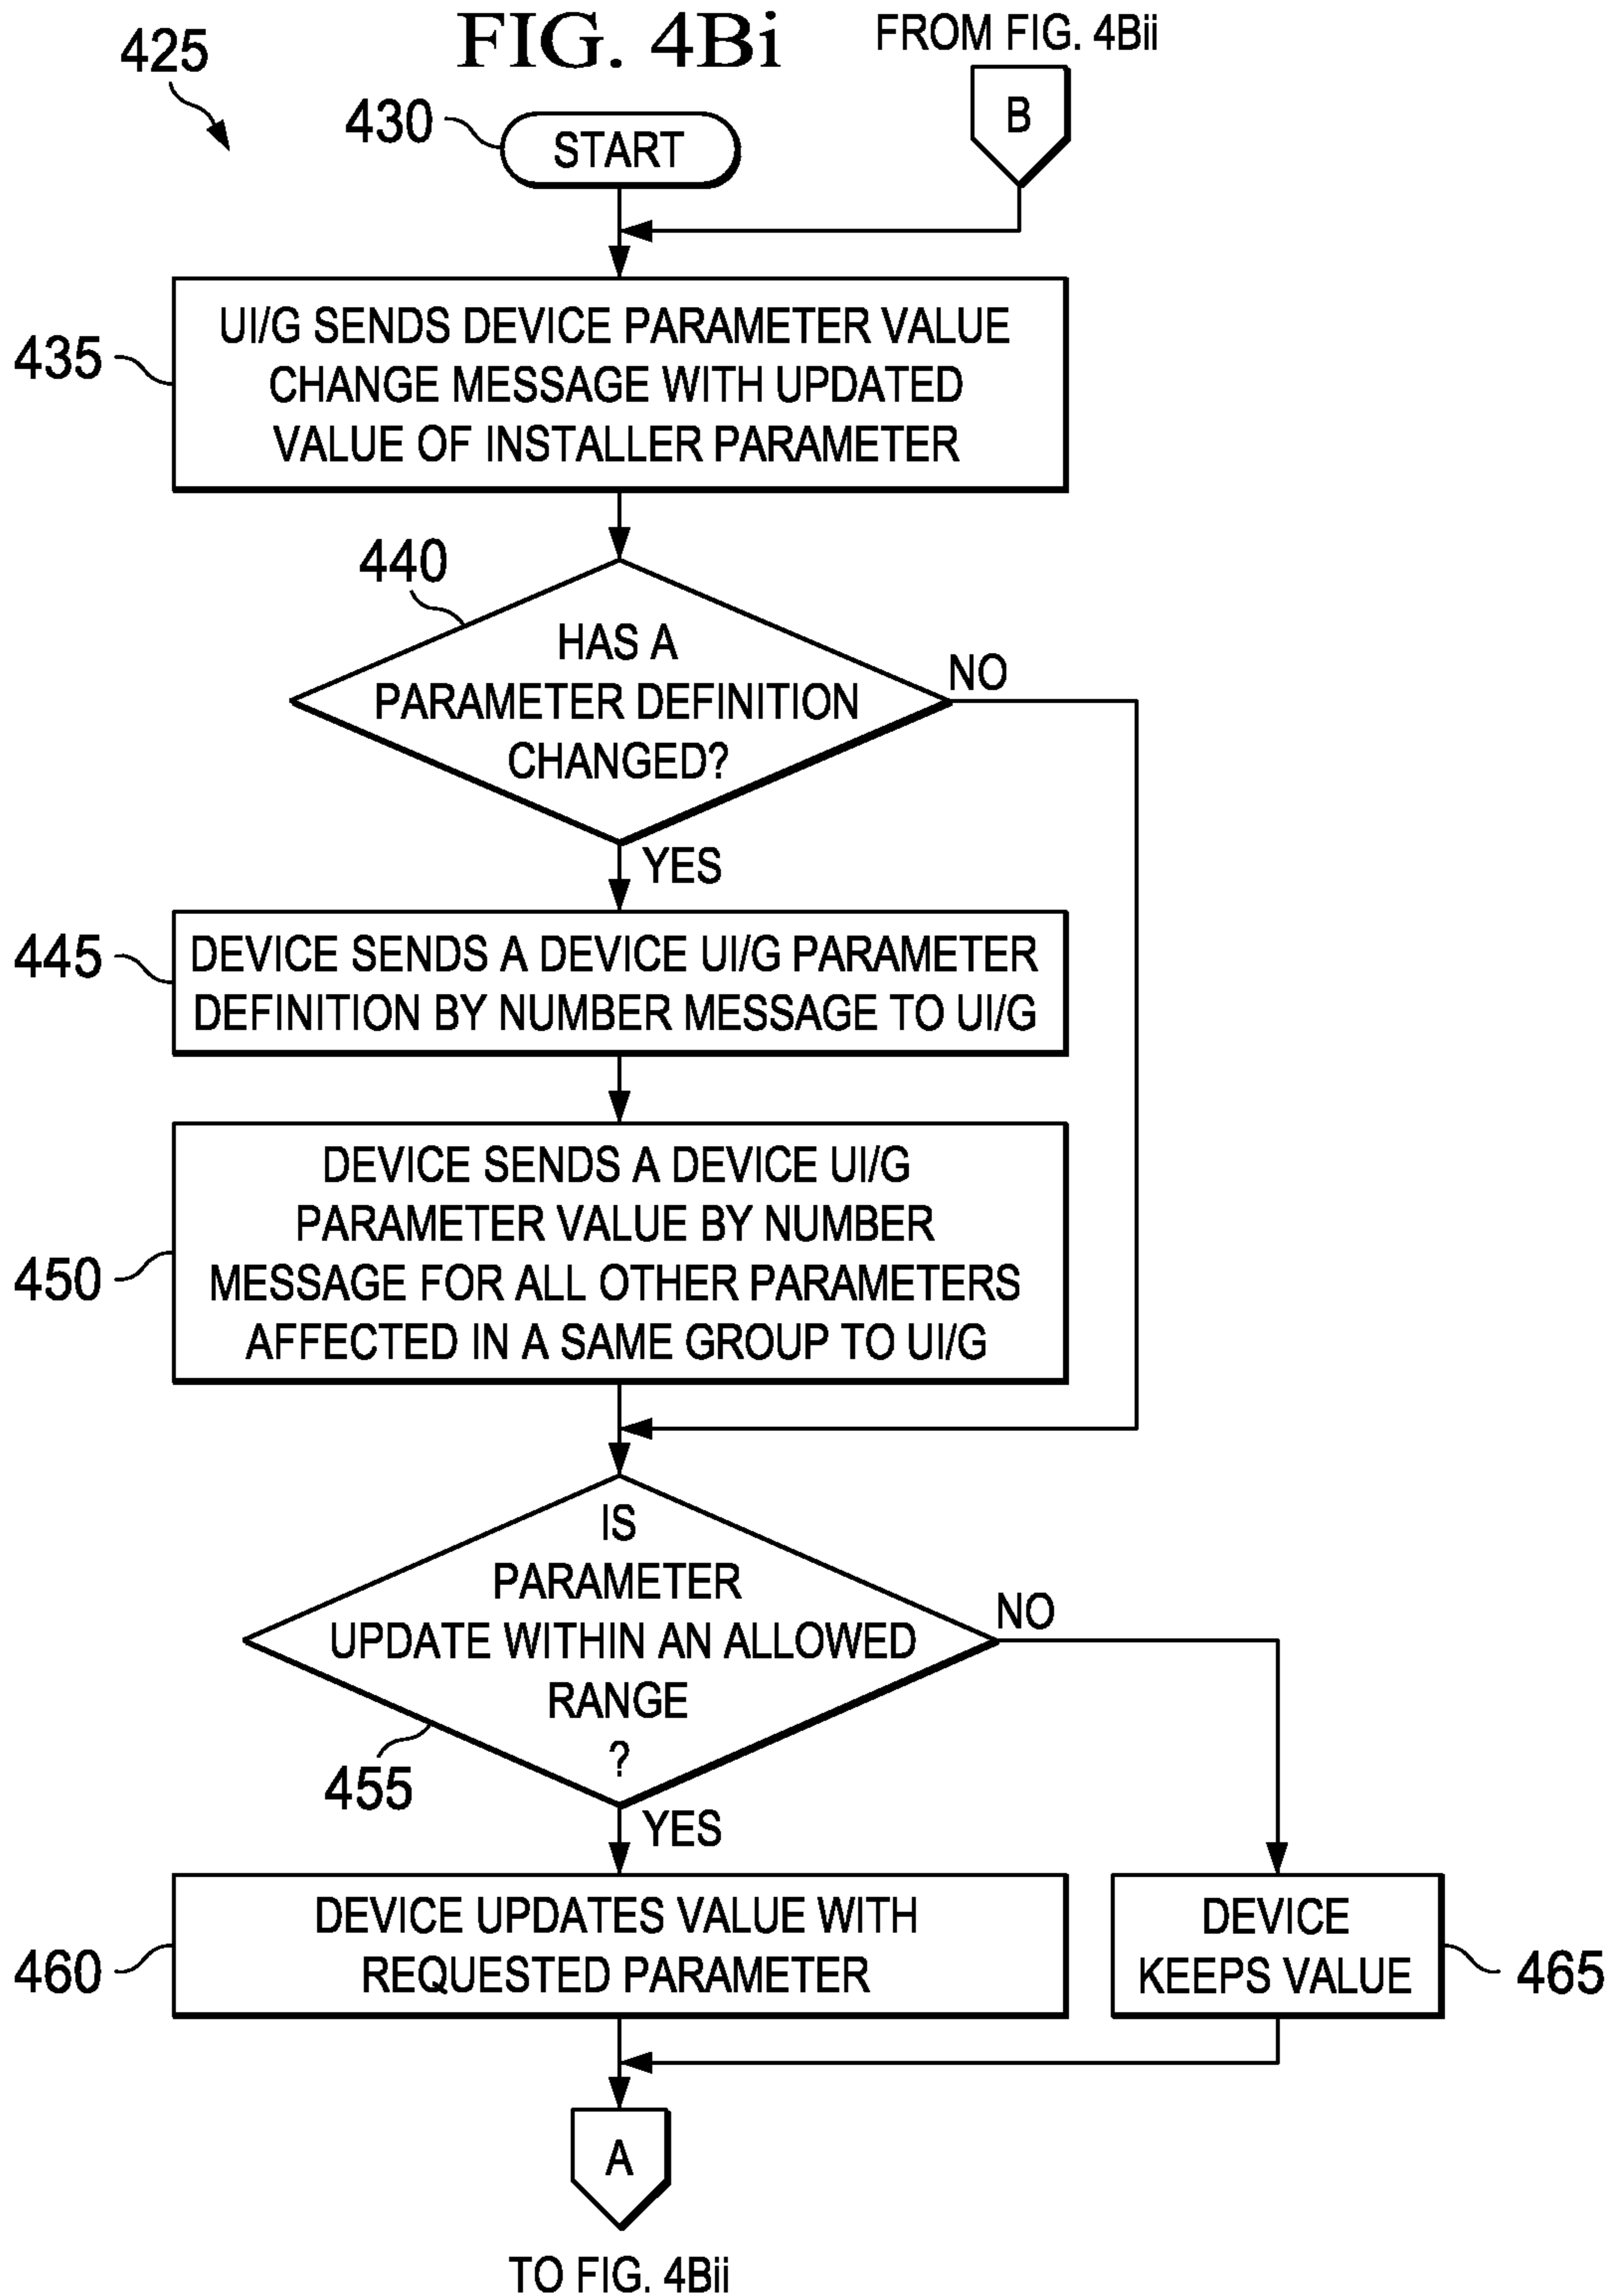 FIG. 4Bi
FROM FIG. 4Bii
425
430
START
B
435
UI/G SENDS DEVICE PARAMETER VALUE
CHANGE MESSAGE WITH UPDATED
VALUE OF INSTALLER PARAMETER
440
HAS A
PARAMETER DEFINITION
CHANGED?
NO
YES
445
DEVICE SENDS A DEVICE UI/G PARAMETER
DEFINITION BY NUMBER MESSAGE TO UI/G
450
DEVICE SENDS A DEVICE UI/G
PARAMETER VALUE BY NUMBER
MESSAGE FOR ALL OTHER PARAMETERS
AFFECTED IN A SAME GROUP TO UI/G
IS
PARAMETER
UPDATE WITHIN AN ALLOWED
RANGE
?
NO
455
YES
460
DEVICE UPDATES VALUE WITH
REQUESTED PARAMETER
DEVICE
KEEPS VALUE
465
A
TO FIG. 4Bii